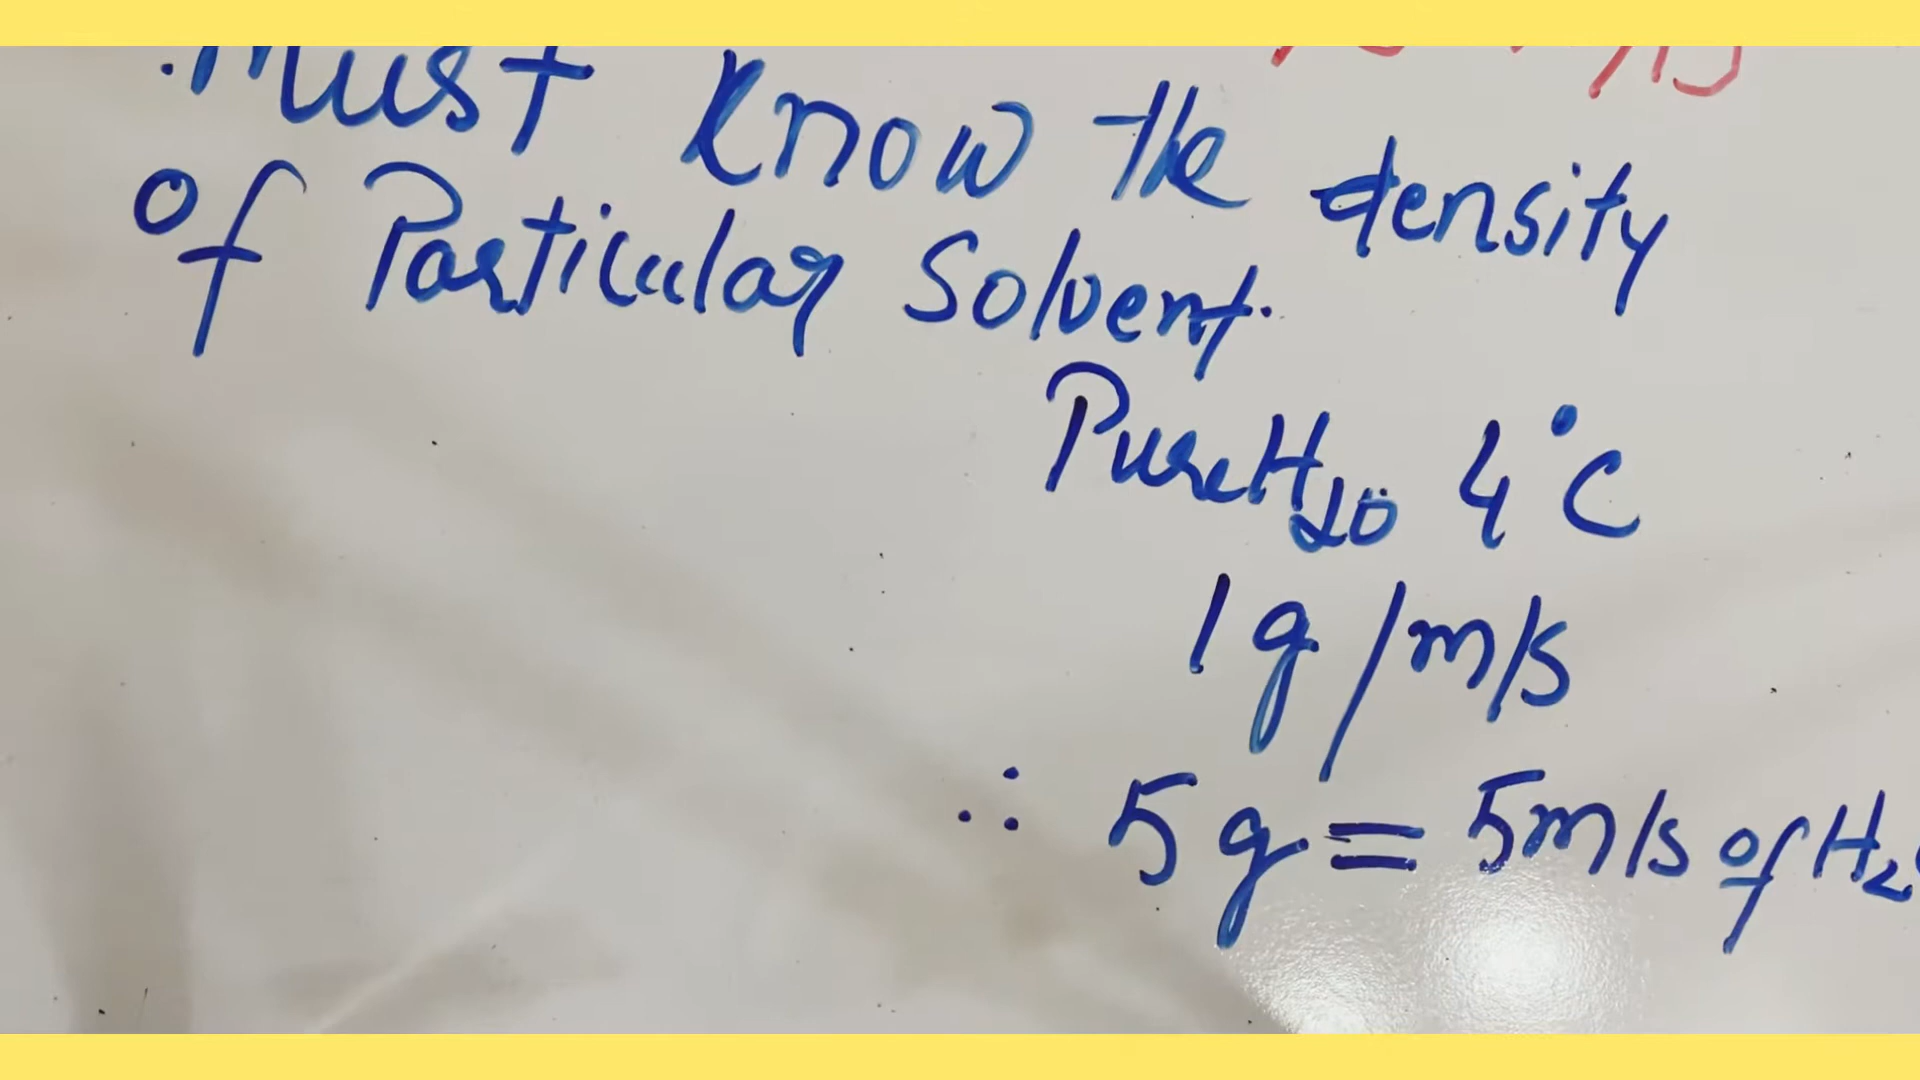 .Must Know the density
of Particular Solvent.
Pure H2O 4°C
1g/mls
∴ 5g = 5mls of H2